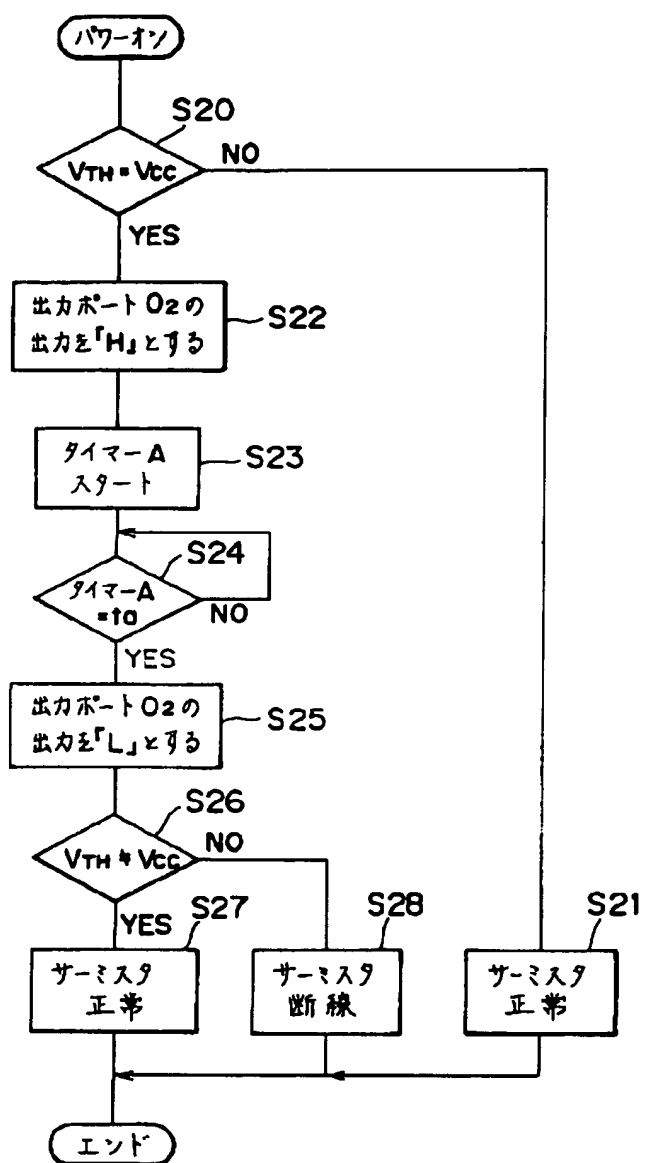 パワーオン
S20
VTH = VCC
NO
YES
出力ポートO2の
出力を「H」とする
S22
タイマーA
スタート
S23
S24
タイマーA
=ta
NO
YES
出力ポートO2の
出力を「L」とする
S25
S26
VTH ≠ VCC
NO
YES
S27
サーミスタ
正常
S28
サーミスタ
断線
S21
サーミスタ
正常
エンド